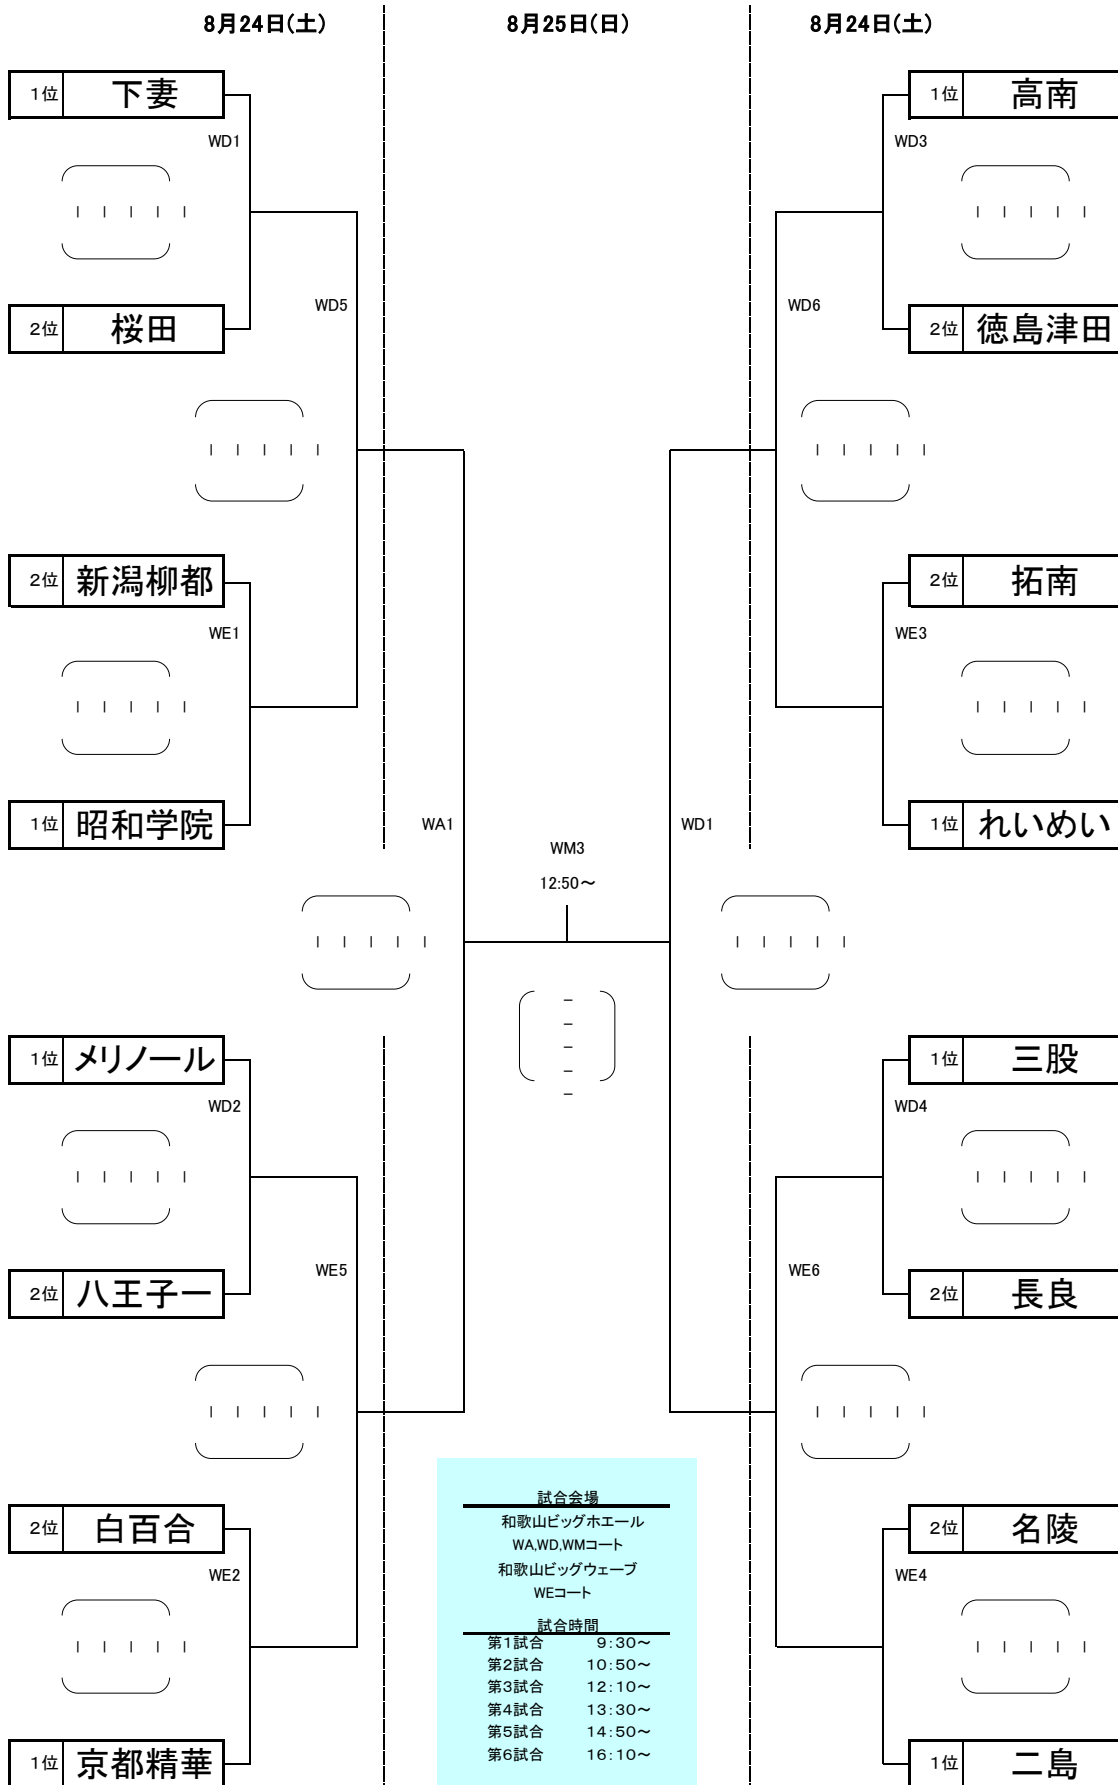 8月24日(土) 8月25日(日) 8月24日(土)
1位 下妻 1位 高南
WD1 WD3
WD5 WD6
2位 桜田 2位 徳島津田
2位 新潟柳都 2位 拓南
WE1 WE3
1位 昭和学院 WA1 WD1 1位 れいめい
WM3
12:50～
1位 メリノール 1位 三股
WD2 WD4
WE5 WE6
2位 八王子一 2位 長良
試合会場
2位 白百合 和歌山ビッグホエール 2位 名陵
WA,WD,WMコート
和歌山ビッグウェーブ
WE2 WE4
WEコート
試合時間
第1試合 9:30～
第2試合 10:50～
第3試合 12:10～
第4試合 13:30～
第5試合 14:50～
第6試合 16:10～
1位 京都精華 1位 二島